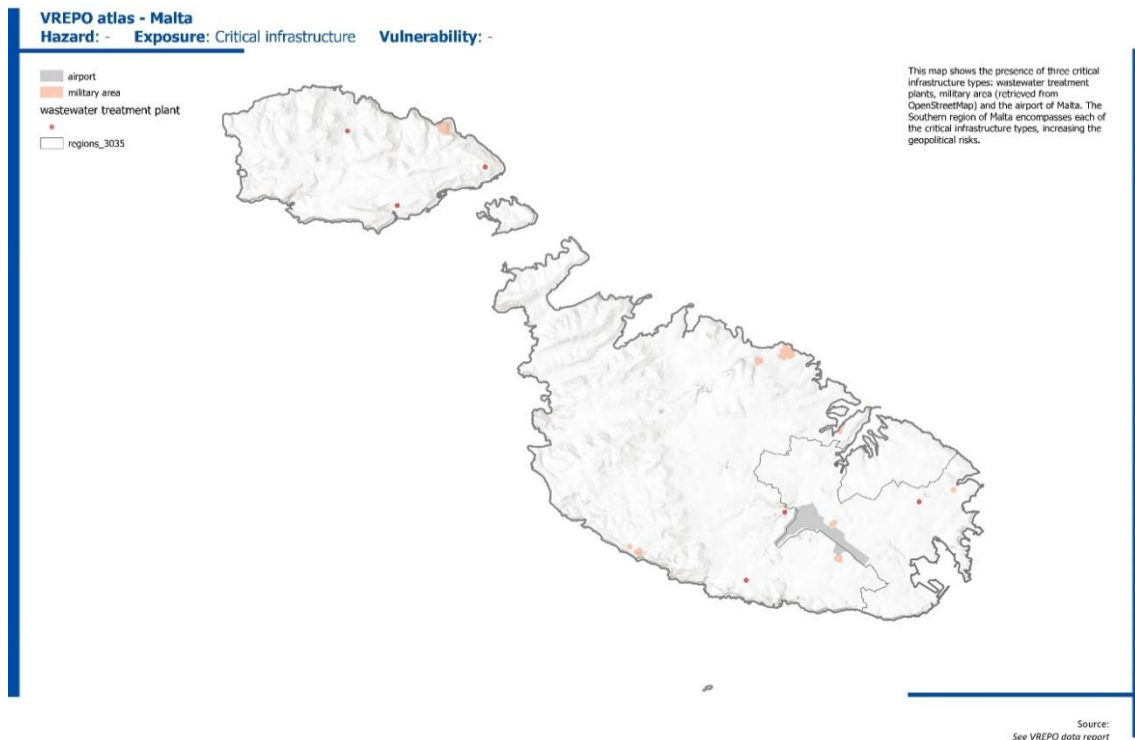 VREPO atlas - Malta
Hazard: - Exposure: Critical infrastructure Vulnerability: -
airport
military area
wastewater treatment plant
regions_3035
This map shows the presence of three critical
infrastructure types: wastewater treatment
plants, military area (retrieved from
OpenStreetMap) and the airport of Malta. The
Southern region of Malta encompasses each of
the critical infrastructure types, increasing the
geopolitical risks.
Source:
See VREPO data report